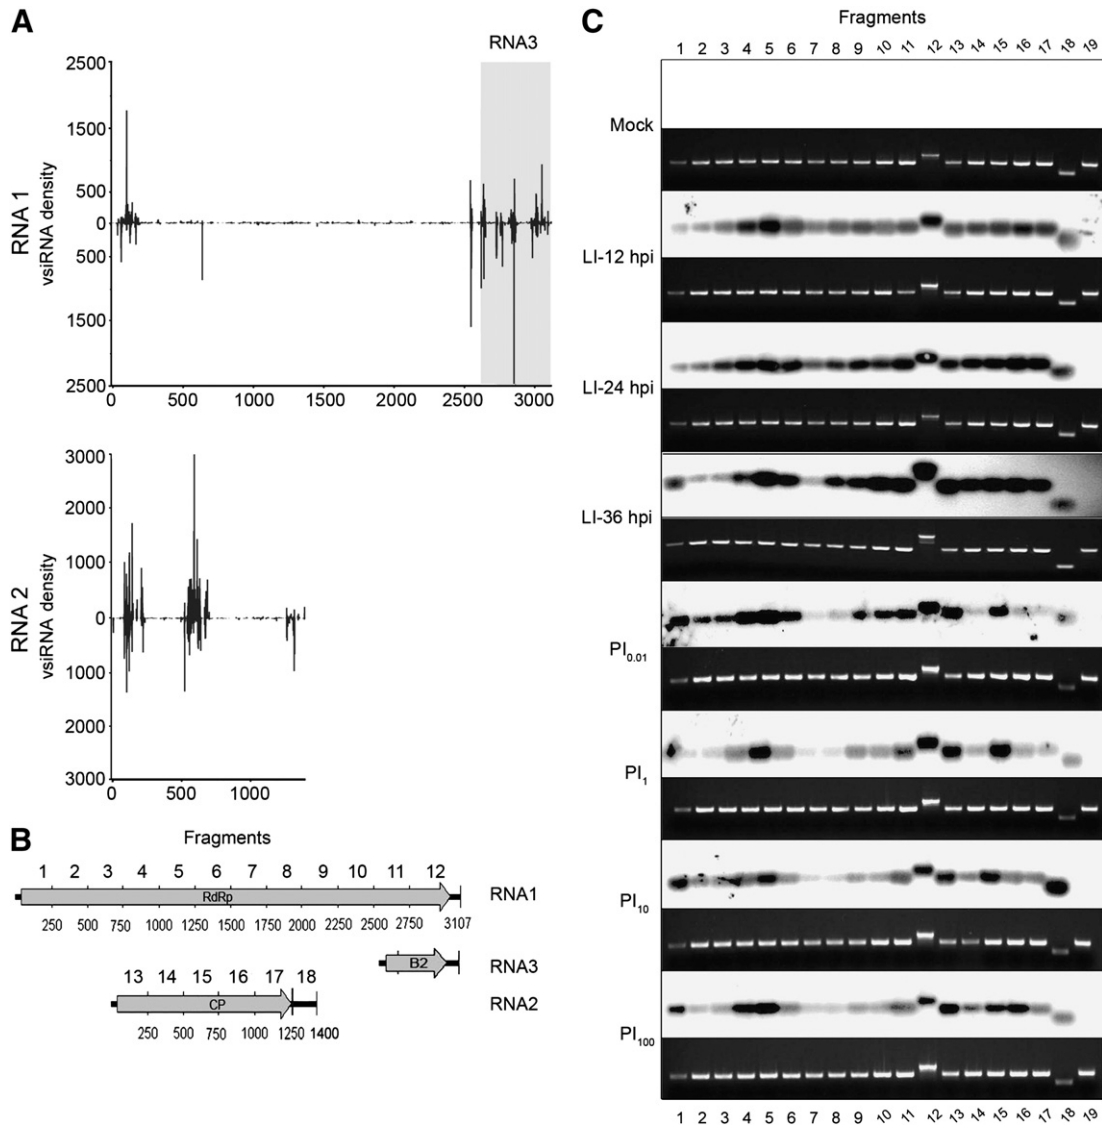 A
RNA3
2500
1500
500
0
500
1500
2500
RNA 1
vsiRNA density
0 500 1000 1500 2000 2500 3000
3000
2000
1000
0
1000
2000
3000
RNA 2
vsiRNA density
0 500 1000
B
Fragments
1 2 3 4 5 6 7 8 9 10 11 12
RdRp
RNA1
250 500 750 1000 1250 1500 1750 2000 2250 2500 2750 3107
B2
RNA3
13 14 15 16 17 18
CP
RNA2
250 500 750 1000 1250 1400
C
Fragments
1 2 3 4 5 6 7 8 9 10 11 12 13 14 15 16 17 18 19
Mock
LI-12 hpi
LI-24 hpi
LI-36 hpi
PI0.01
PI1
PI10
PI100
1 2 3 4 5 6 7 8 9 10 11 12 13 14 15 16 17 18 19